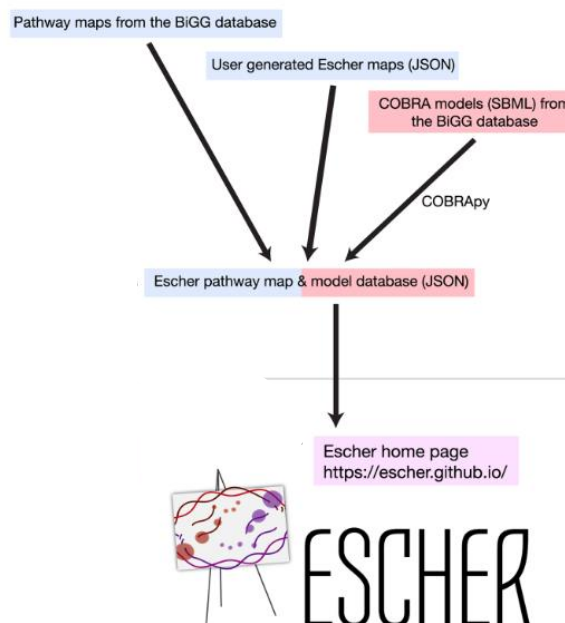 Pathway maps from the BiGG database
User generated Escher maps (JSON)
COBRA models (SBML) from
the BiGG database
COBRApy
Escher pathway map & model database (JSON)
Escher home page
https://escher.github.io/
ESCHER